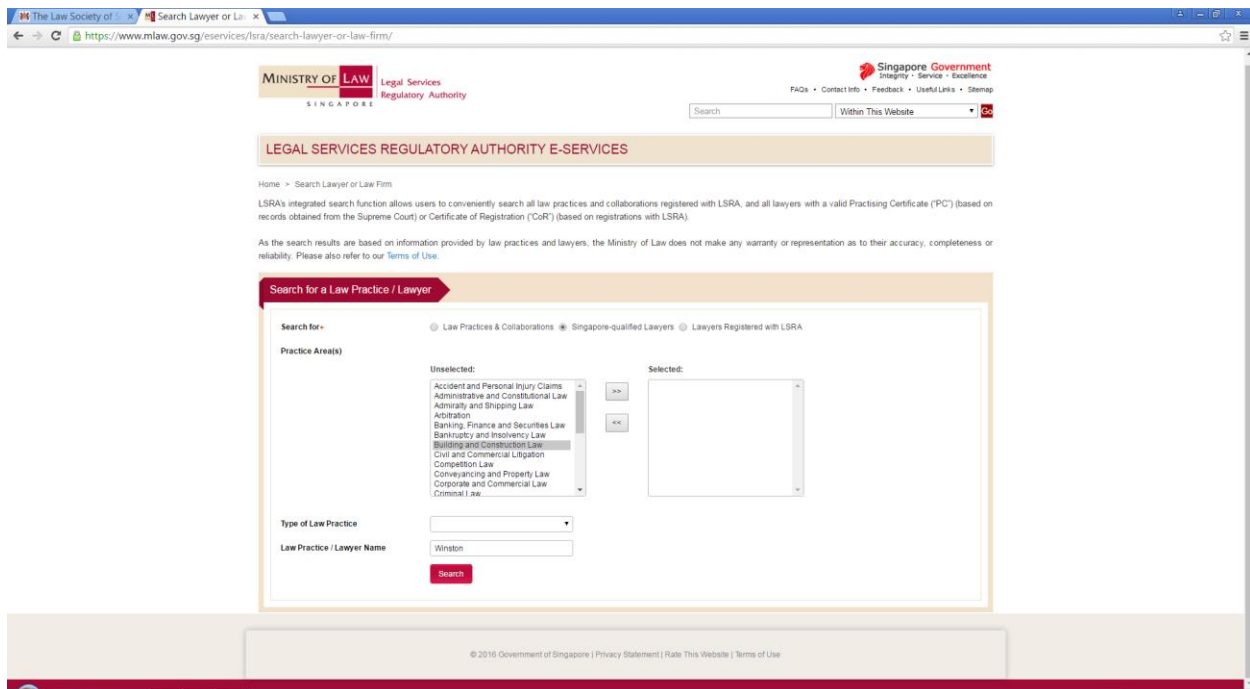 The Law Society of S
Search Lawyer or La
https://www.mlaw.gov.sg/eservices/lsra/search-lawyer-or-law-firm/
MINISTRY OF LAW
SINGAPORE
Legal Services
Regulatory Authority
Singapore Government
Integrity · Service · Excellence
FAQs • Contact Info • Feedback • Useful Links • Sitemap
Search
Within This Website
Go
LEGAL SERVICES REGULATORY AUTHORITY E-SERVICES
Home > Search Lawyer or Law Firm
LSRA's integrated search function allows users to conveniently search all law practices and collaborations registered with LSRA, and all lawyers with a valid Practising Certificate ("PC") (based on
records obtained from the Supreme Court) or Certificate of Registration ("CoR") (based on registrations with LSRA).
As the search results are based on information provided by law practices and lawyers, the Ministry of Law does not make any warranty or representation as to their accuracy, completeness or
reliability. Please also refer to our Terms of Use.
Search for a Law Practice / Lawyer
Search for* Law Practices & Collaborations Singapore-qualified Lawyers Lawyers Registered with LSRA
Practice Area(s)
Unselected: Selected:
Accident and Personal Injury Claims
Administrative and Constitutional Law
Admiralty and Shipping Law
Arbitration
Banking, Finance and Securities Law
Bankruptcy and Insolvency Law
Building and Construction Law
Civil and Commercial Litigation
Competition Law
Conveyancing and Property Law
Corporate and Commercial Law
Criminal Law
>>
<<
Type of Law Practice
Law Practice / Lawyer Name Winston
Search
© 2016 Government of Singapore | Privacy Statement | Rate This Website | Terms of Use